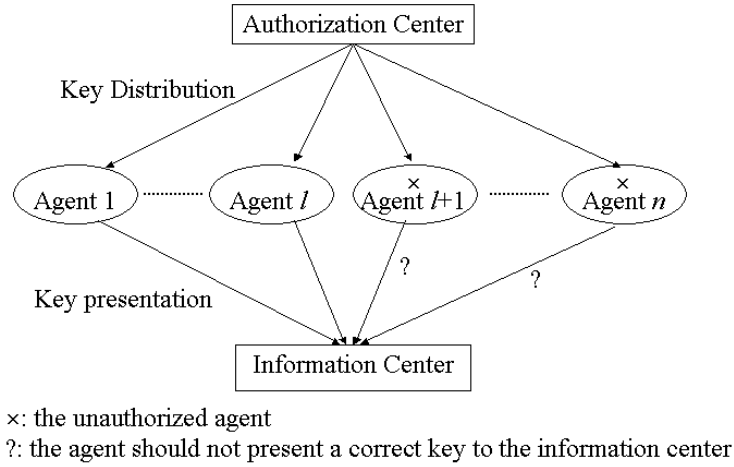 Authorization Center
Key Distribution
×
×
Agent 1 ............ Agent l Agent l+1 ............ Agent n
?
?
Key presentation
Information Center
×: the unauthorized agent
?: the agent should not present a correct key to the information center